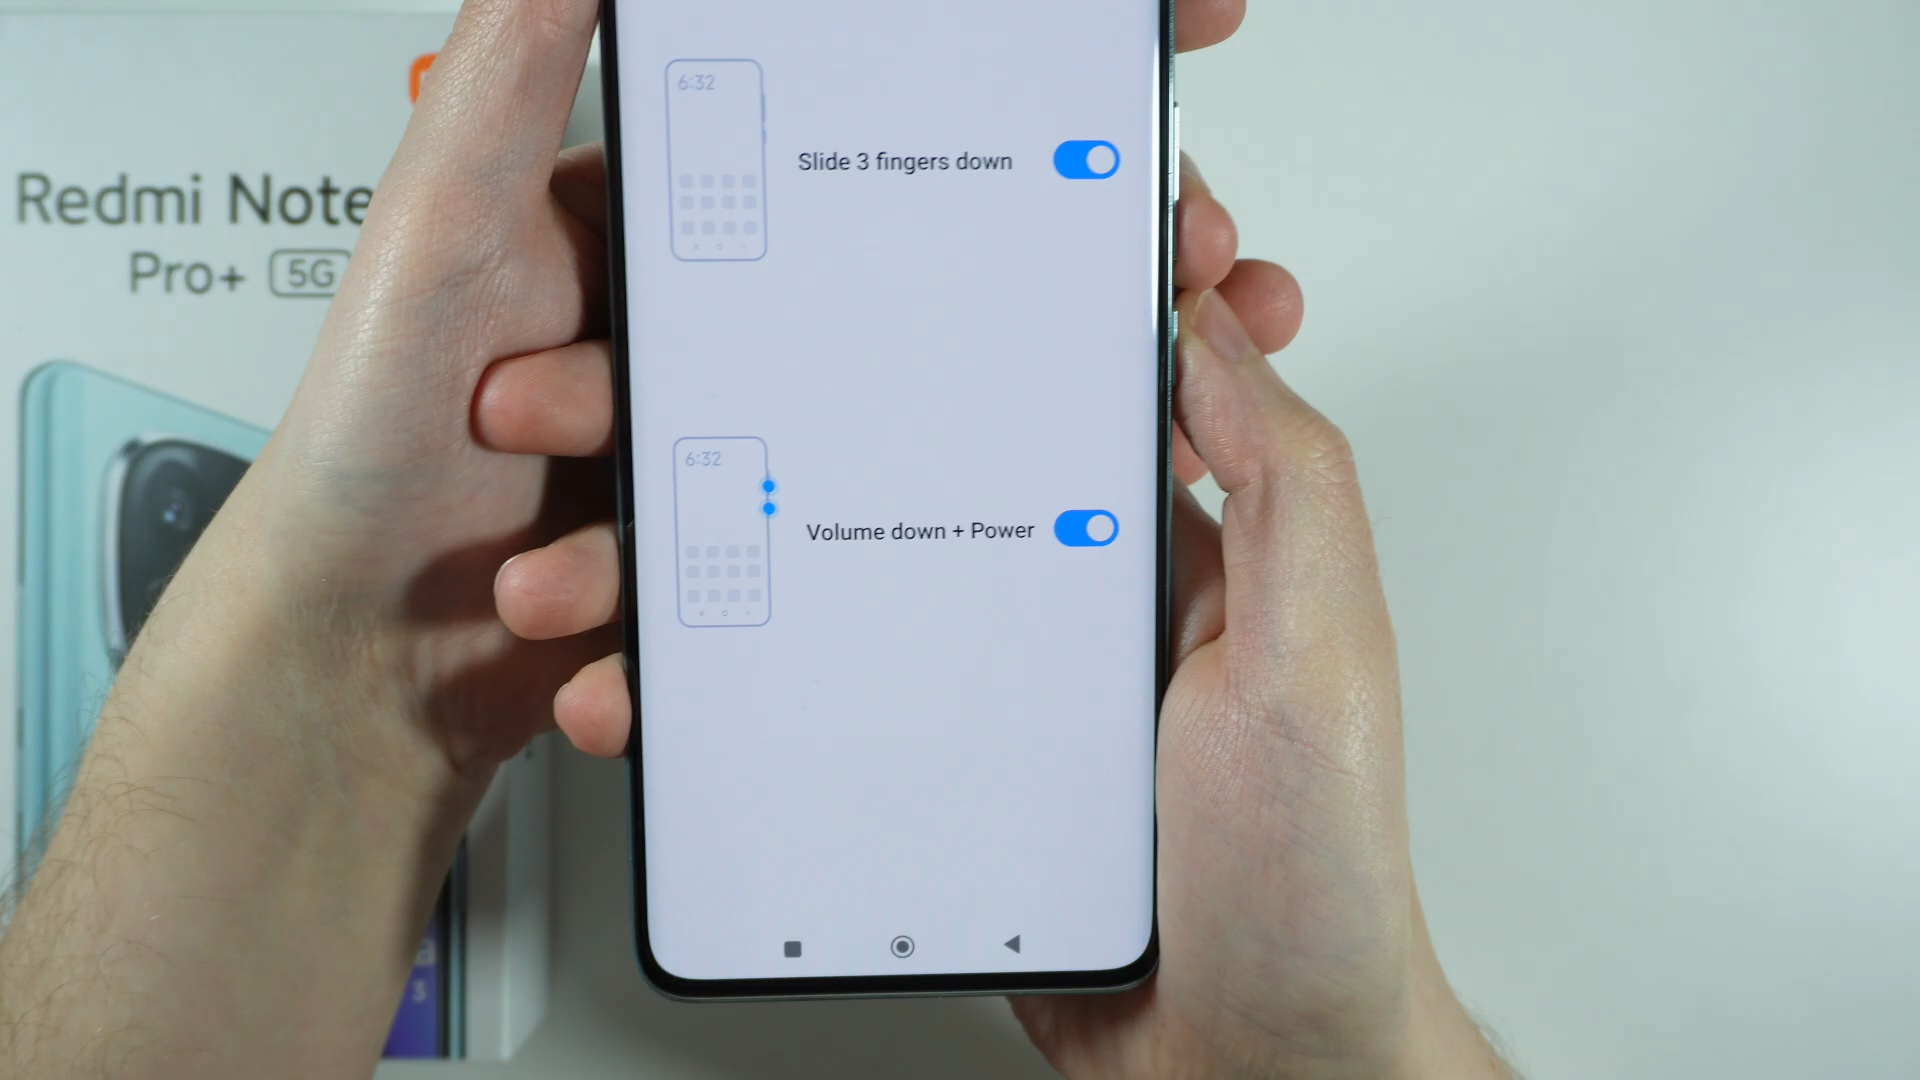 Redmi Note
Pro+ 5G
6:32
Slide 3 fingers down
6:32
Volume down + Power